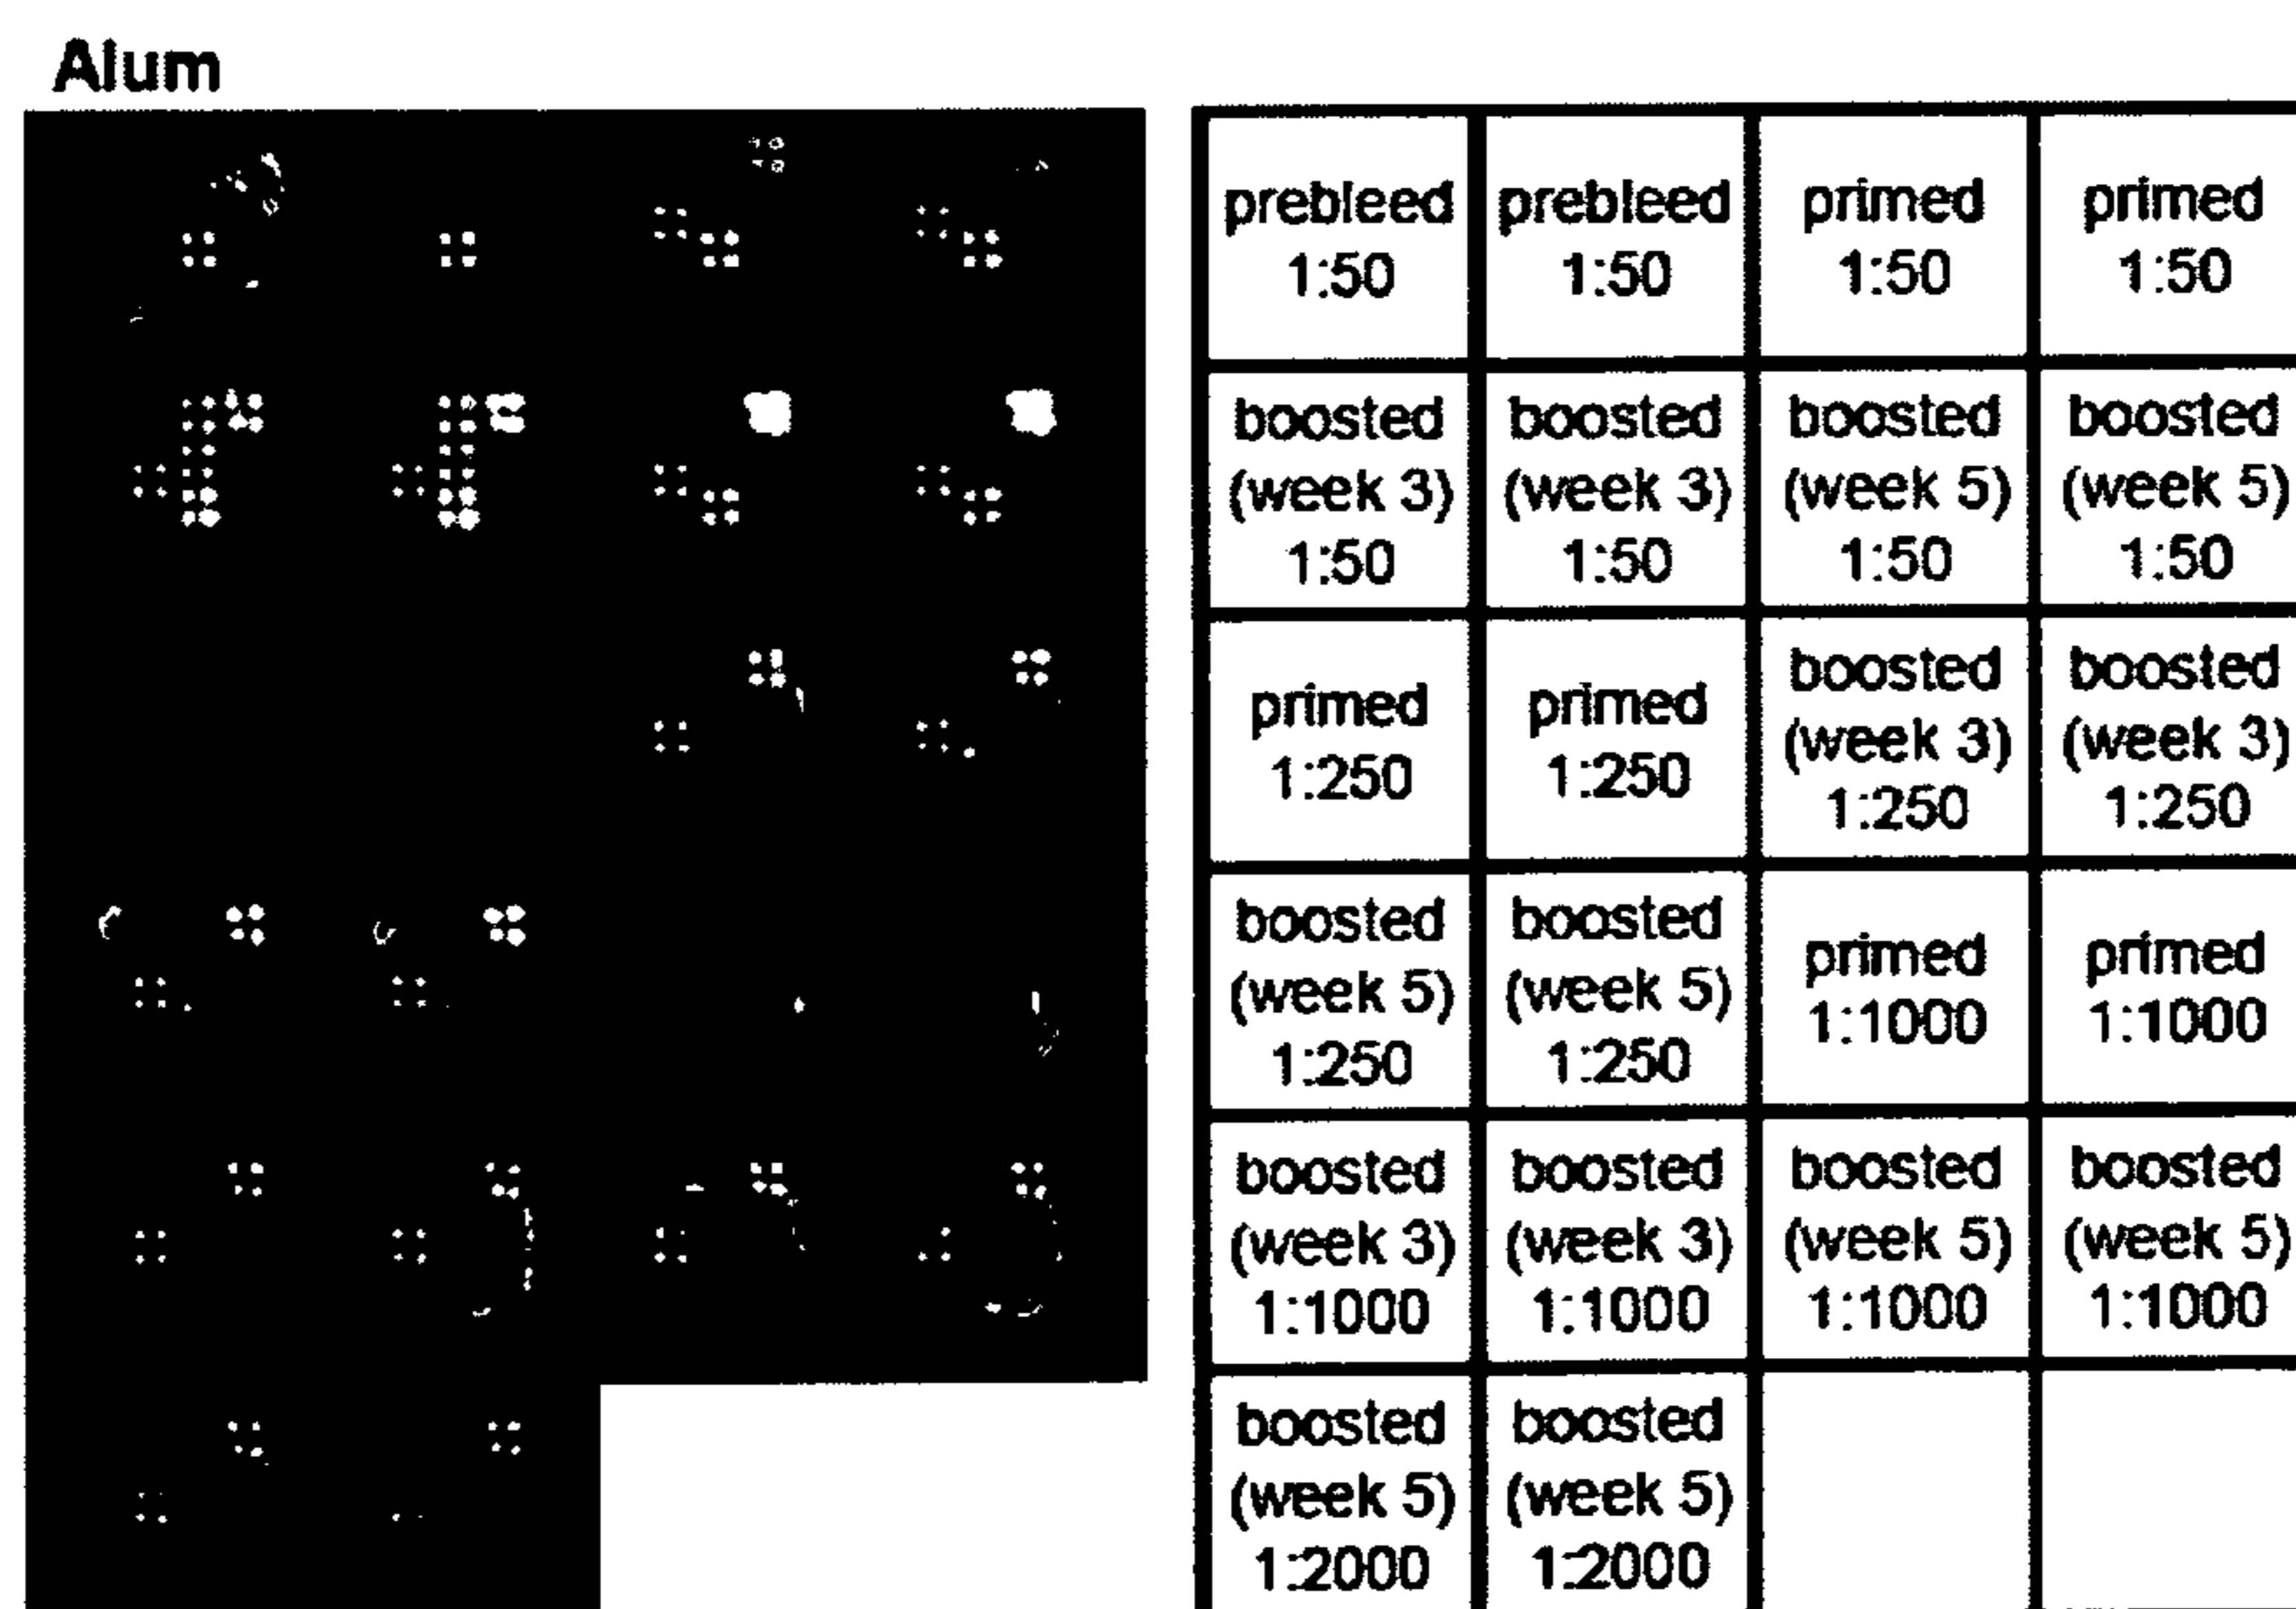 Alum
prebleed prebleed primed primed
1:50 1:50 1:50 1:50
boosted boosted boosted boosted
(week 3) (week 3) (week 5) (week 5)
1:50 1:50 1:50 1:50
primed primed boosted boosted
1:250 1:250 (week 3) (week 3)
1:250 1:250
boosted boosted primed primed
(week 5) (week 5) 1:1000 1:1000
1:250 1:250
boosted boosted boosted boosted
(week 3) (week 3) (week 5) (week 5)
1:1000 1:1000 1:1000 1:1000
boosted boosted
(week 5) (week 5)
1:2000 1:2000